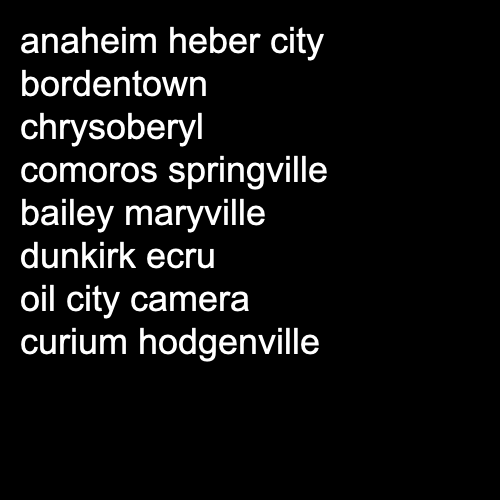 anaheim heber city
bordentown
chrysoberyl
comoros springville
bailey maryville
dunkirk ecru
oil city camera
curium hodgenville